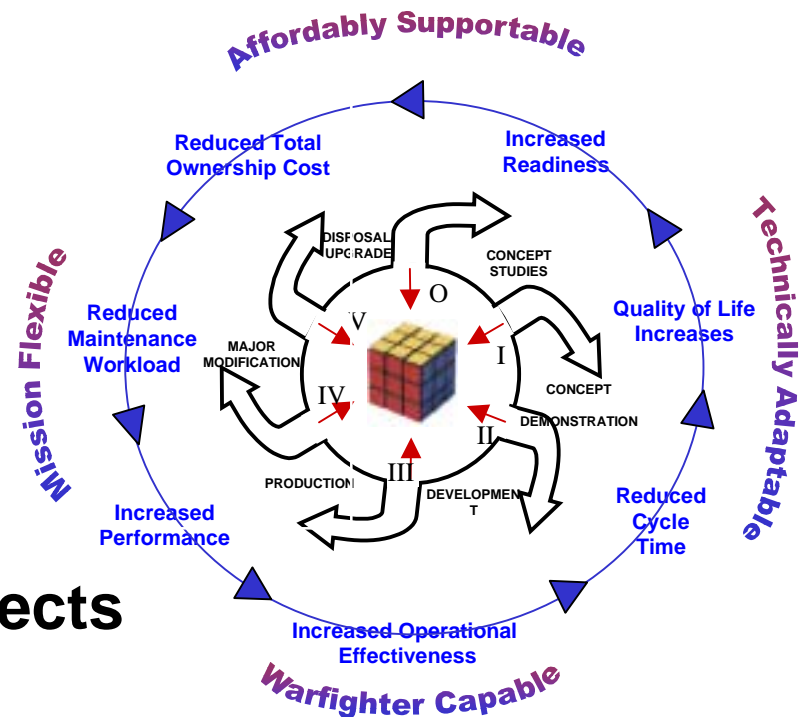 Affordably Supportable
Reduced Total
Ownership Cost
Increased
Readiness
Technically Adaptable
Mission Flexible
DISPOSAL
UPGRADE
CONCEPT
STUDIES
O
V
I
Quality of Life
Increases
Reduced
Maintenance
Workload
MAJOR
MODIFICATION
CONCEPT
DEMONSTRATION
IV
II
III
PRODUCTION
DEVELOPMEN
T
Reduced
Cycle
Time
Increased
Performance
ects
Increased Operational
Effectiveness
Warfighter Capable